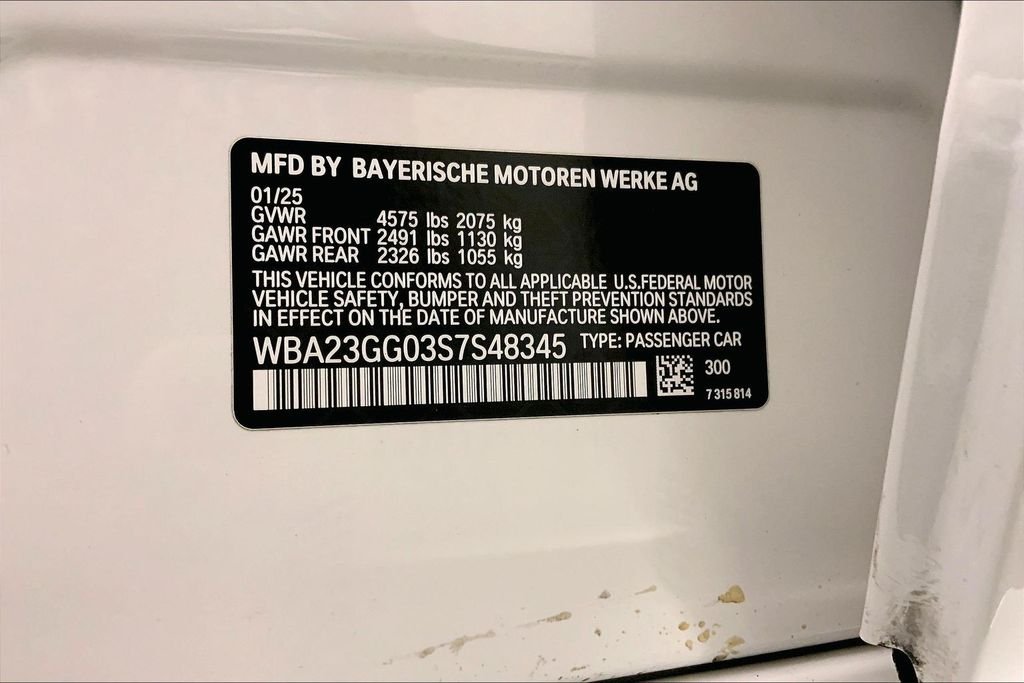 MFD BY BAYERISCHE MOTOREN WERKE AG
01/25
GVWR 4575 lbs 2075 kg
GAWR FRONT 2491 lbs 1130 kg
GAWR REAR 2326 lbs 1055 kg
THIS VEHICLE CONFORMS TO ALL APPLICABLE U.S.FEDERAL MOTOR
VEHICLE SAFETY, BUMPER AND THEFT PREVENTION STANDARDS
IN EFFECT ON THE DATE OF MANUFACTURE SHOWN ABOVE.
WBA23GG03S7S48345 TYPE: PASSENGER CAR
300
7 315 814